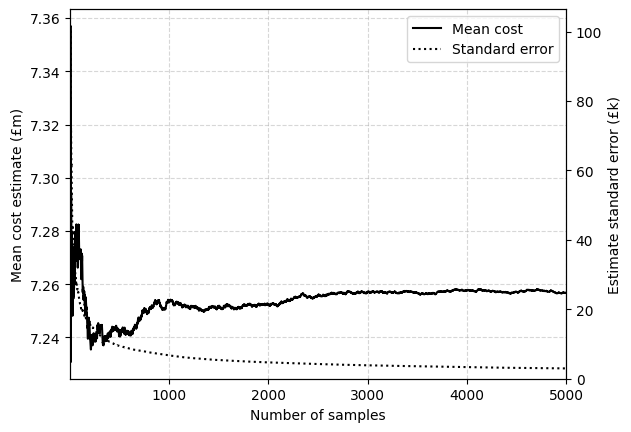 Mean cost
Standard error
7.36
7.34
7.32
7.30
7.28
7.26
7.24
Mean cost estimate (£m)
100
80
60
40
20
0
Estimate standard error (£k)
1000 2000 3000 4000 5000
Number of samples